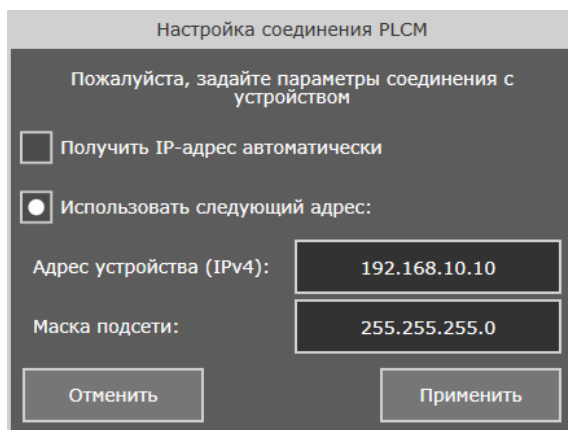 Настройка соединения PLCM
Пожалуйста, задайте параметры соединения с
устройством
Получить IP-адрес автоматически
Использовать следующий адрес:
Адрес устройства (IPv4): 192.168.10.10
Маска подсети: 255.255.255.0
Отменить Применить